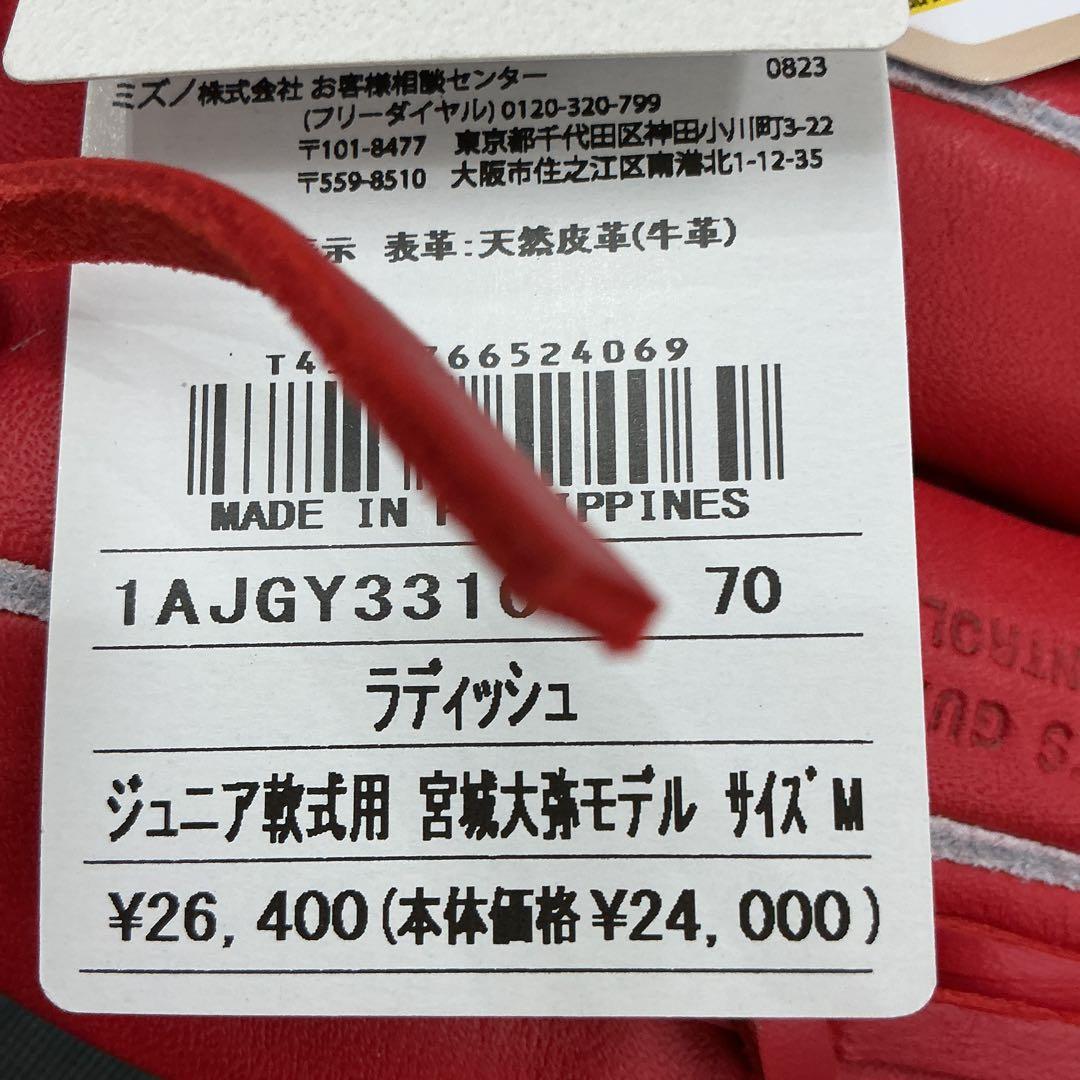 ミズノ株式会社 お客様相談センター 0823
(フリーダイヤル) 0120-320-799
〒101-8477 東京都千代田区神田小川町3-22
〒559-8510 大阪市住之江区南港北1-12-35
示 表革:天然皮革(牛革)
T4 766524069
MADE IN PPINES
1AJGY331 70
ラディッシュ
ジュニア軟式用 宮城大弥モデル サイズM
¥26,400(本体価格¥24,000)
S GU
NTROL